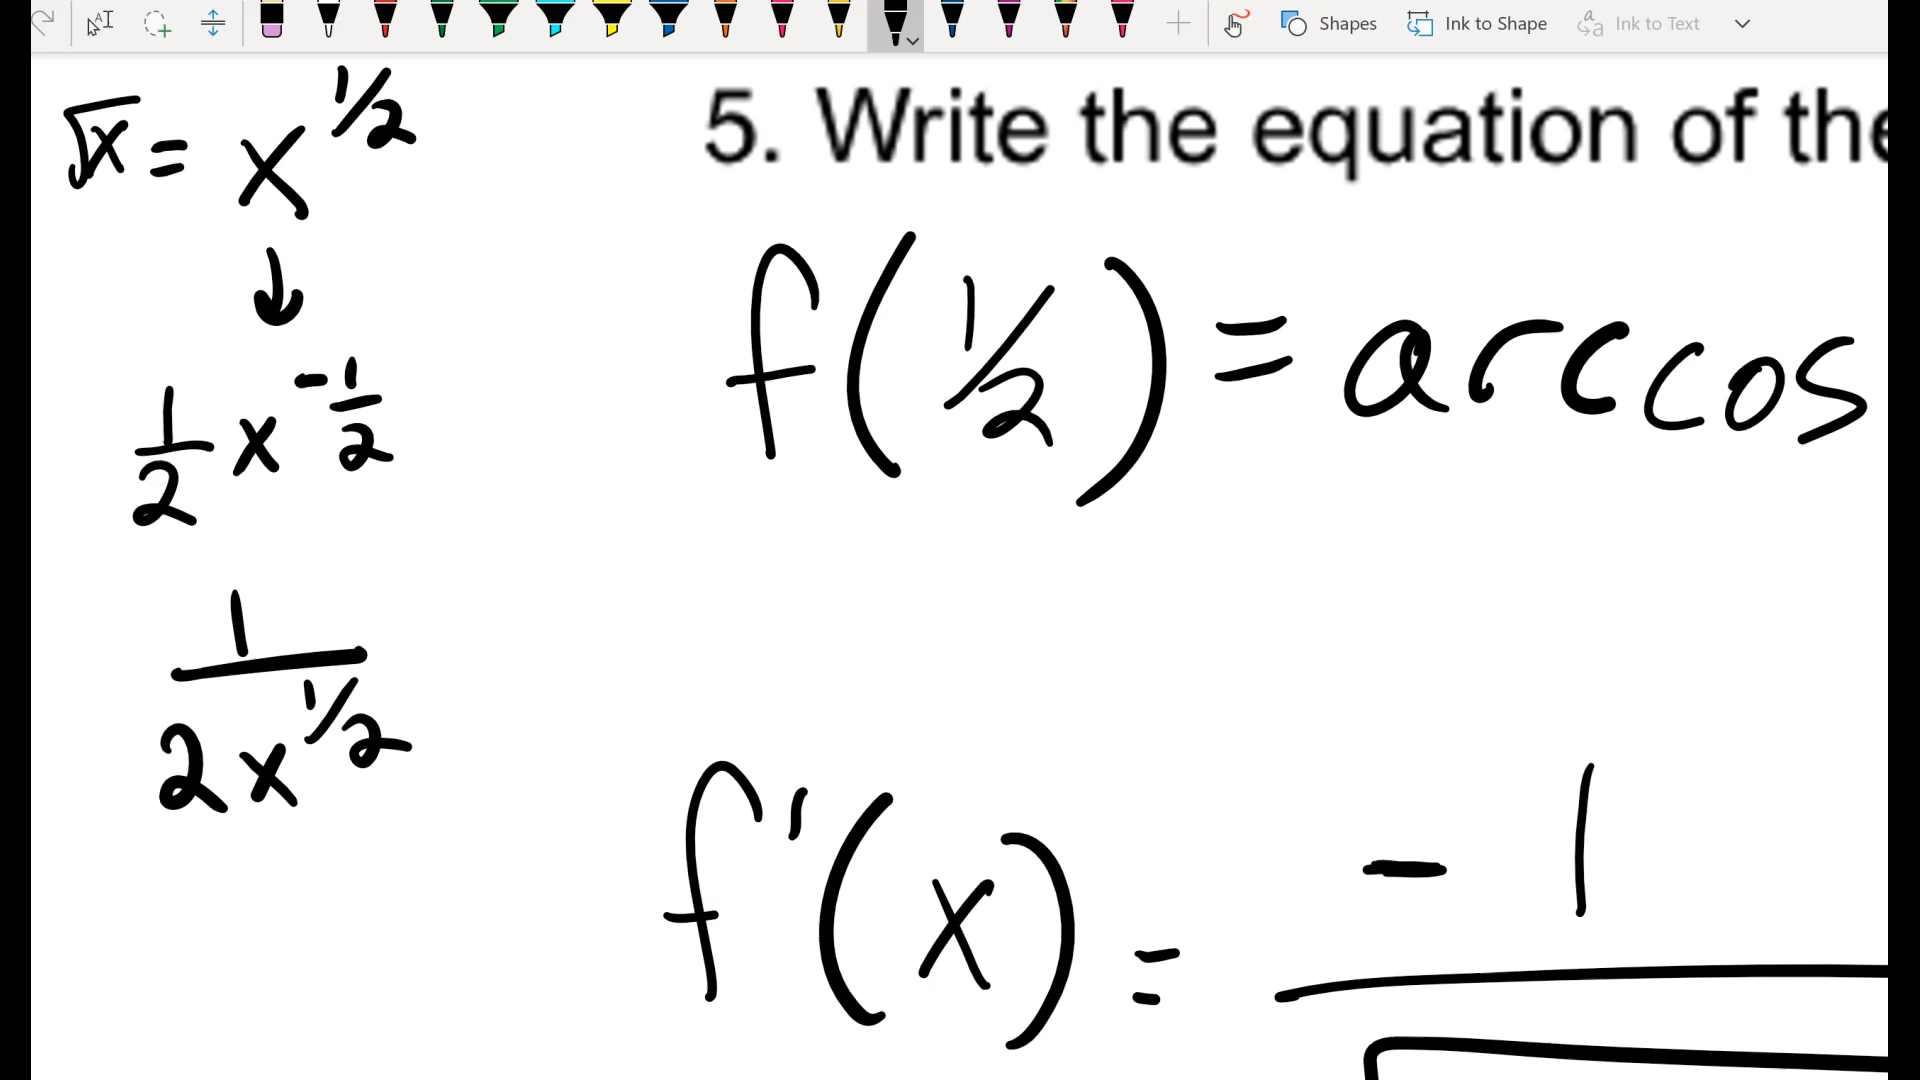 Shapes Ink to Shape Ink to Text
√x = x^1/2
5. Write the equation of the
f(1/2) = arccos
1/2 x^-1/2
1/2x^1/2
f'(x) = -1